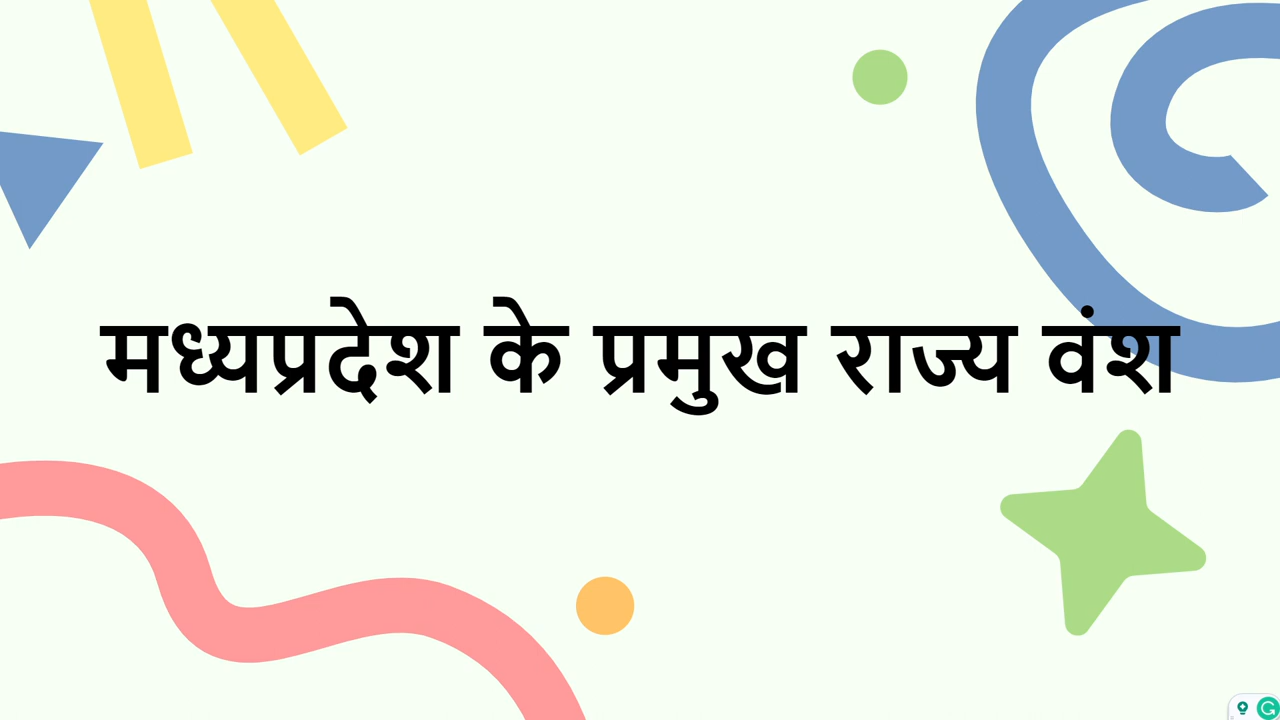 मध्यप्रदेश के प्रमुख राज्य वंश